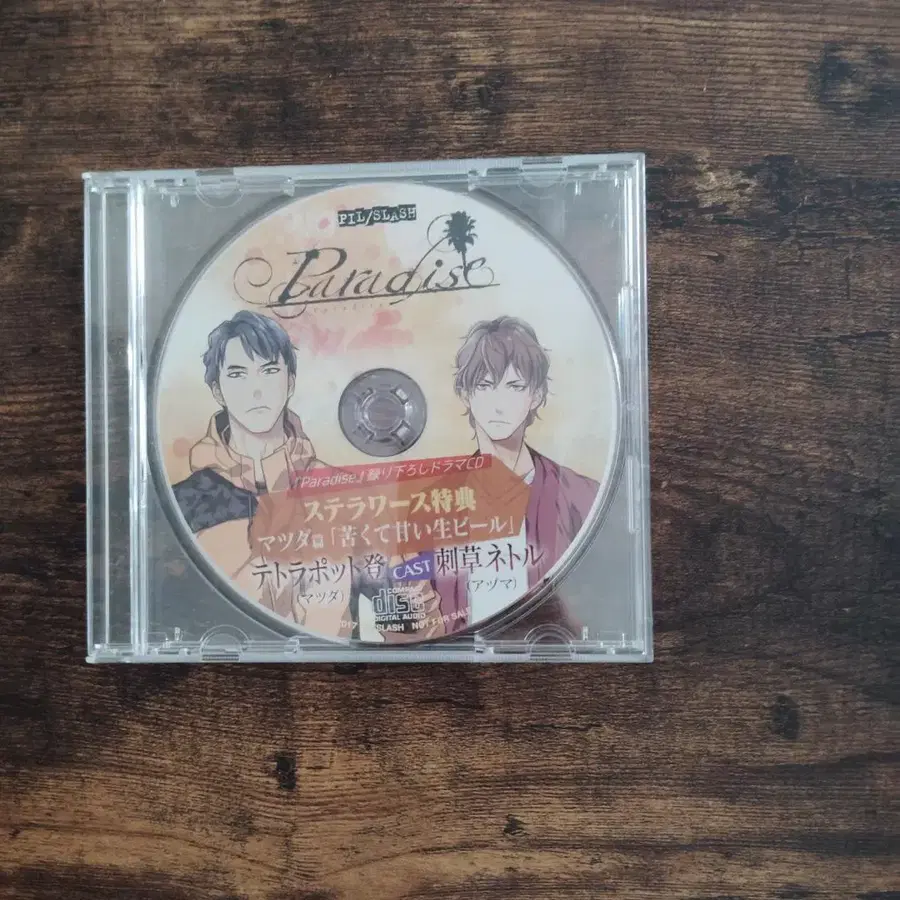 PIL/SLASH
Paradise
PARADISE
『Paradise』録り下ろしドラマCD
ステラワース特典
マツダ編「苦くて甘い生ビール」
テトラポット登 CAST 刺草ネトル
(マツダ) (アヅマ)
COMPACT
disc
DIGITAL AUDIO
2017 SLASH NOT FOR SALE